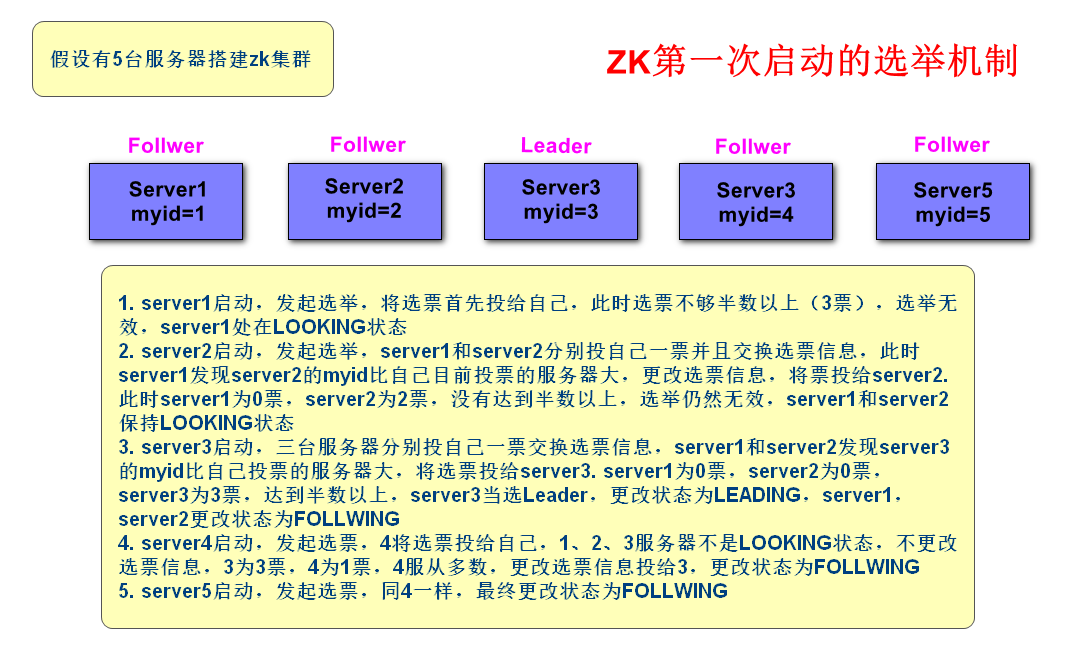 假设有5台服务器搭建zk集群
ZK第一次启动的选举机制
Follwer
Follwer
Leader
Follwer
Follwer
Server1
myid=1
Server2
myid=2
Server3
myid=3
Server3
myid=4
Server5
myid=5
1. server1启动，发起选举，将选票首先投给自己，此时选票不够半数以上（3票），选举无
效，server1处在LOOKING状态
2. server2启动，发起选举，server1和server2分别投自己一票并且交换选票信息，此时
server1发现server2的myid比自己目前投票的服务器大，更改选票信息，将票投给server2.
此时server1为0票，server2为2票，没有达到半数以上，选举仍然无效，server1和server2
保持LOOKING状态
3. server3启动，三台服务器分别投自己一票交换选票信息，server1和server2发现server3
的myid比自己投票的服务器大，将选票投给server3. server1为0票，server2为0票，
server3为3票，达到半数以上，server3当选Leader，更改状态为LEADING，server1，
server2更改状态为FOLLWING
4. server4启动，发起选票，4将选票投给自己，1、2、3服务器不是LOOKING状态，不更改
选票信息，3为3票，4为1票，4服从多数，更改选票信息投给3，更改状态为FOLLWING
5. server5启动，发起选票，同4一样，最终更改状态为FOLLWING